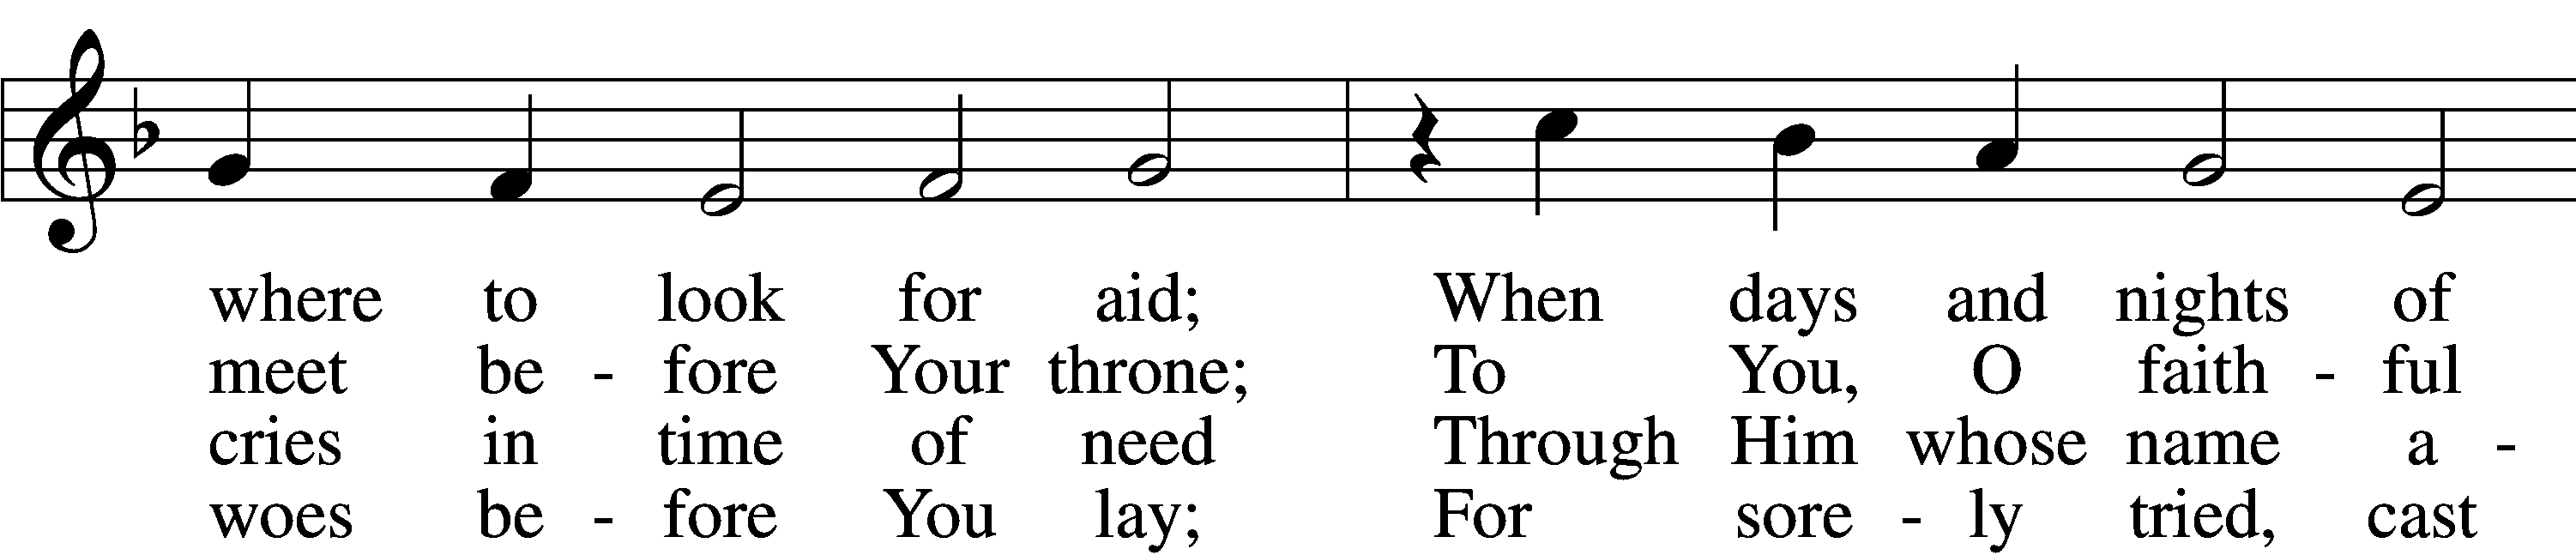 where to look for aid; When days and nights of
meet be - fore Your throne; To You, O faith - ful
cries in time of need Through Him whose name a -
woes be - fore You lay; For sore - ly tried, cast